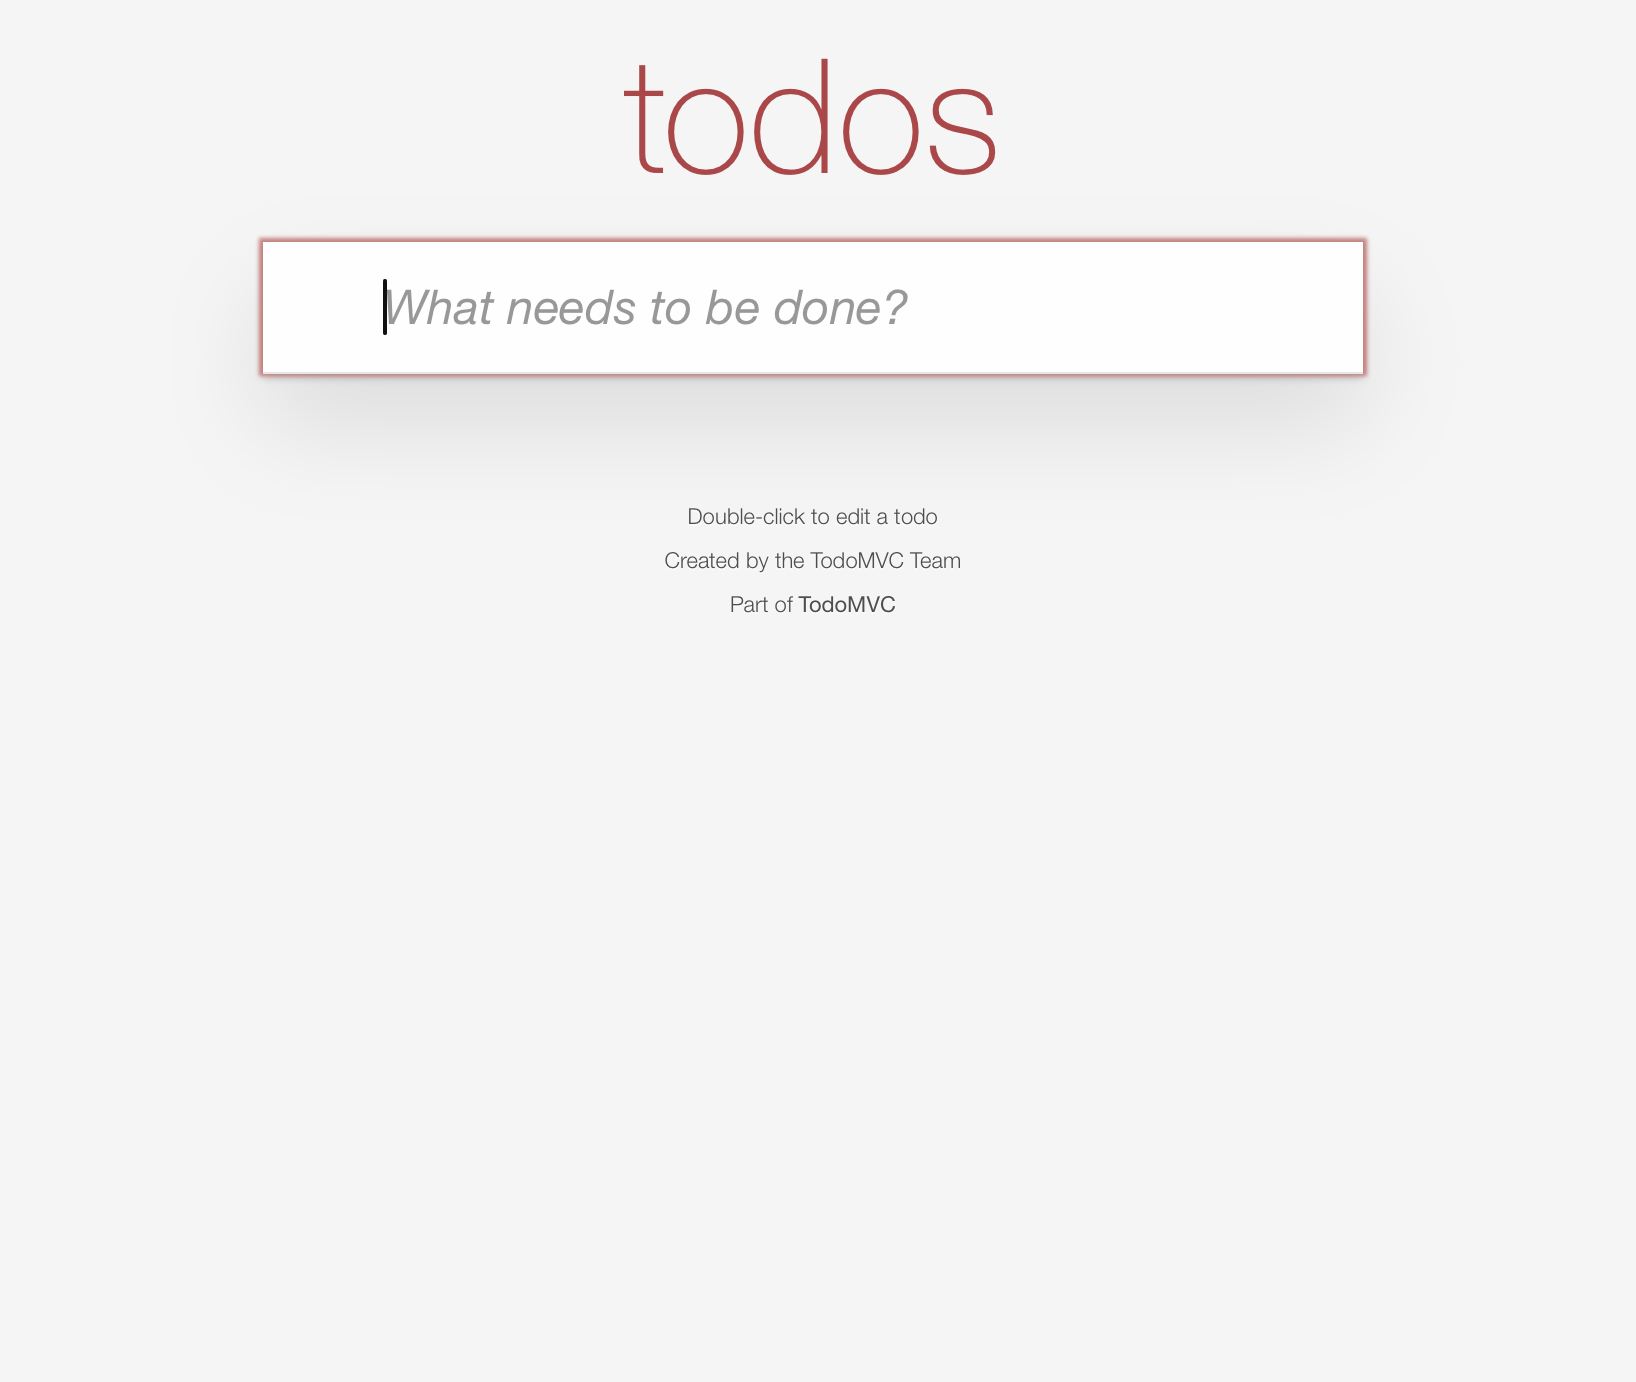 todos
What needs to be done?
Double-click to edit a todo
Created by the TodoMVC Team
Part of TodoMVC